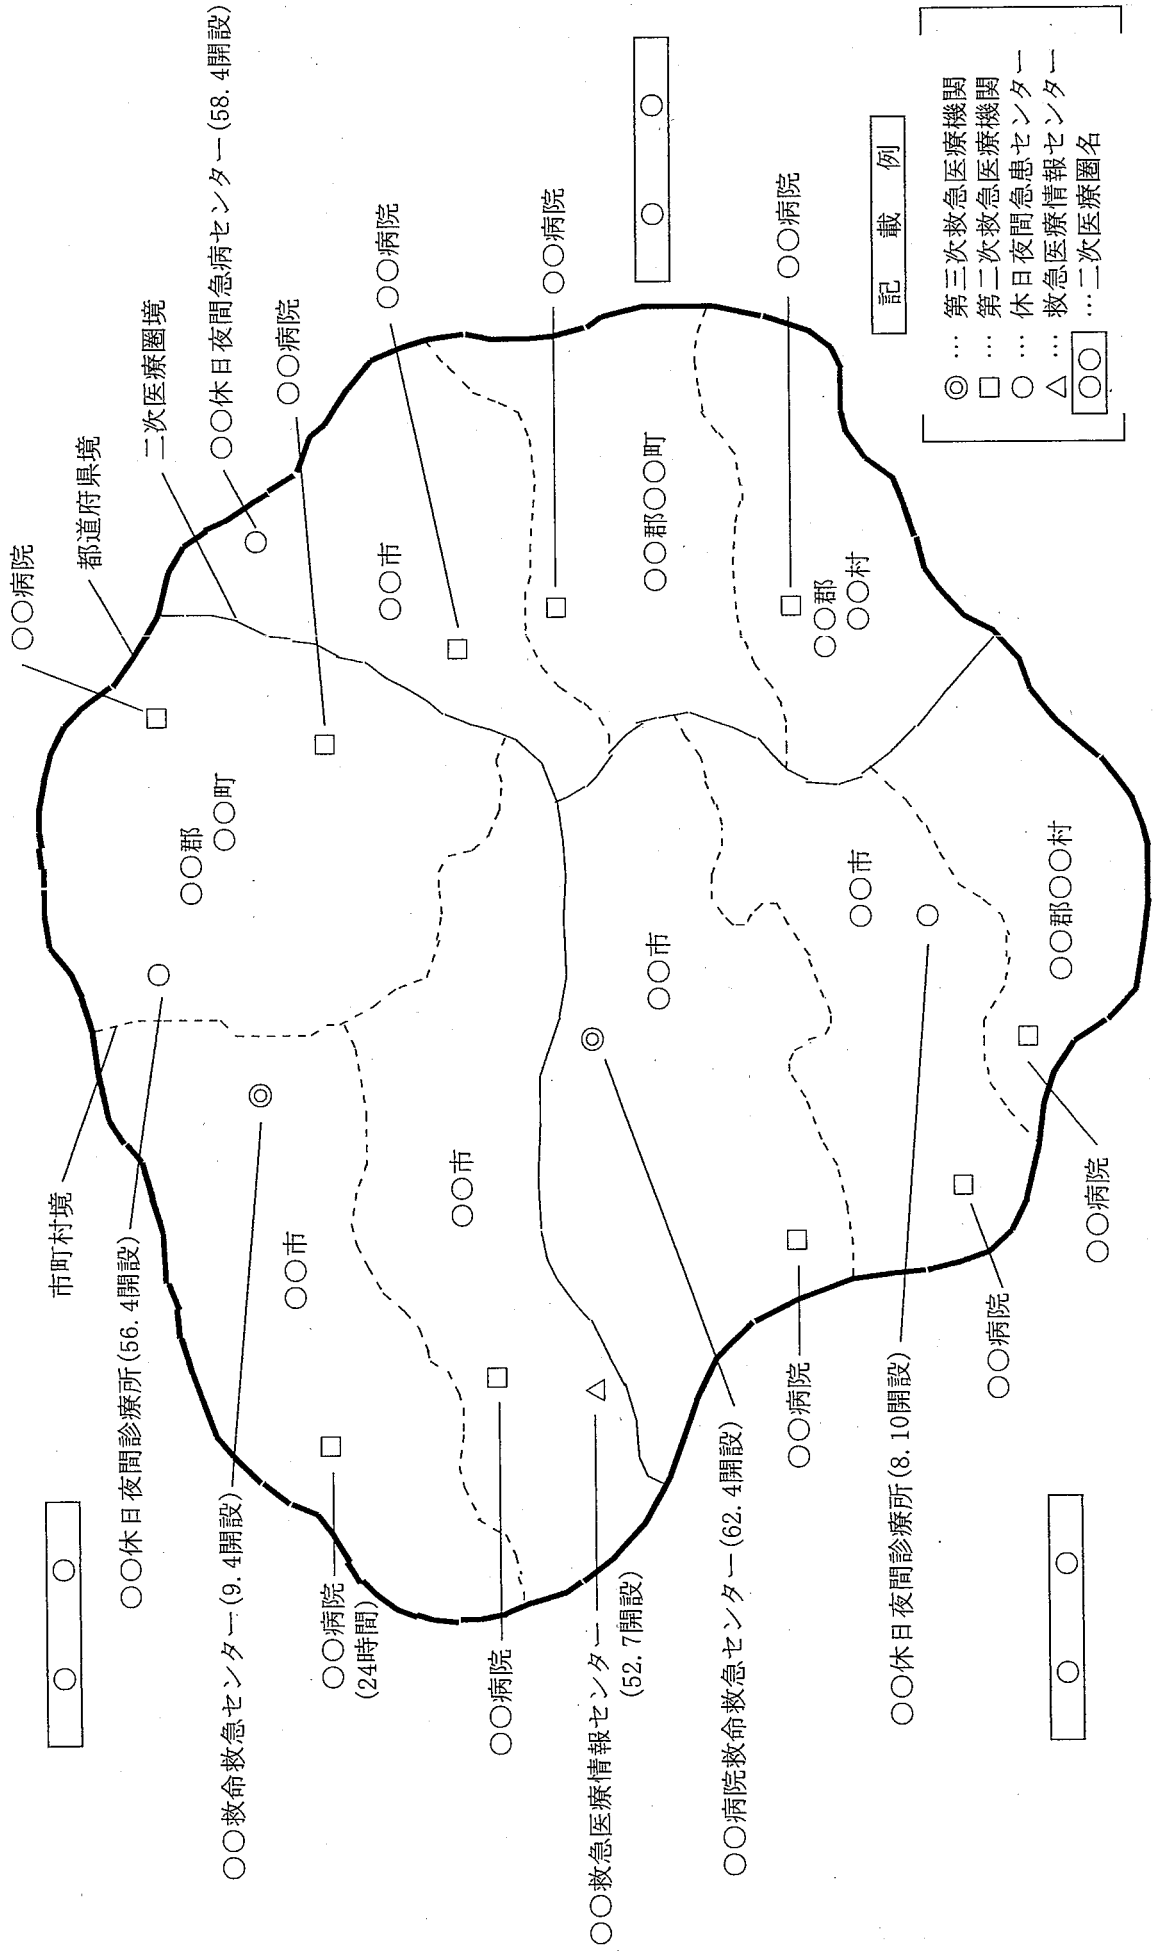 ○○
○○休日夜間診療所(56.4開設)
市町村境
○○病院
都道府県境
二次医療圏境
○○休日夜間急病センター(58.4開設)
○○救命救急センター(9.4開設)
○○市
○○郡
○○町
○○病院
○○病院
(24時間)
○○市
○○市
○○病院
○○病院
○○病院
○○救急医療情報センター
(52.7開設)
○○市
○○郡○○町
○○
○○病院救命救急センター(62.4開設)
○○病院
○○市
○○郡
○○村
○○病院
○○休日夜間診療所(8.10開設)
○○病院
○○郡○○村
○○病院
○○
記載例
◎…第三次救急医療機関
□…第二次救急医療機関
○…休日夜間急患センター
△…救急医療情報センター
○○…二次医療圏名